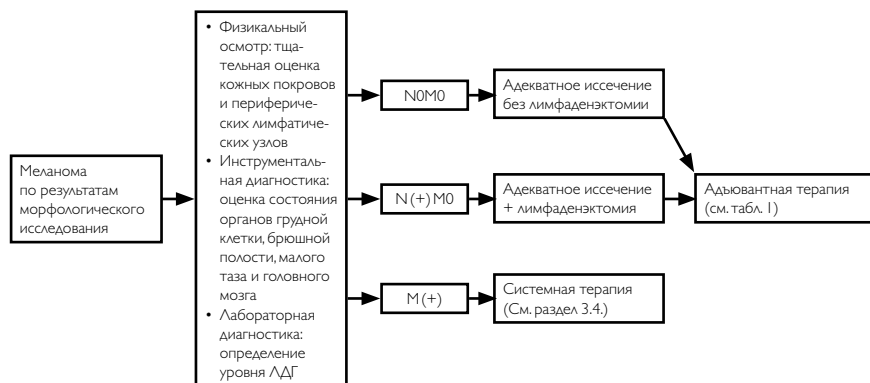 Меланома
по результатам
морфологического
исследования
• Физикальный
осмотр: тща-
тельная оценка
кожных покровов
и перифериче-
ских лимфатиче-
ских узлов
• Инструменталь-
ная диагностика:
оценка состояния
органов грудной
клетки, брюшной
полости, малого
таза и головного
мозга
• Лабораторная
диагностика:
определение
уровня ЛДГ
N0M0
Адекватное иссечение
без лимфаденэктомии
N (+) M0
Адекватное иссечение
+ лимфаденэктомия
Адъювантная терапия
(см. табл. 1)
M (+)
Системная терапия
(См. раздел 3.4.)